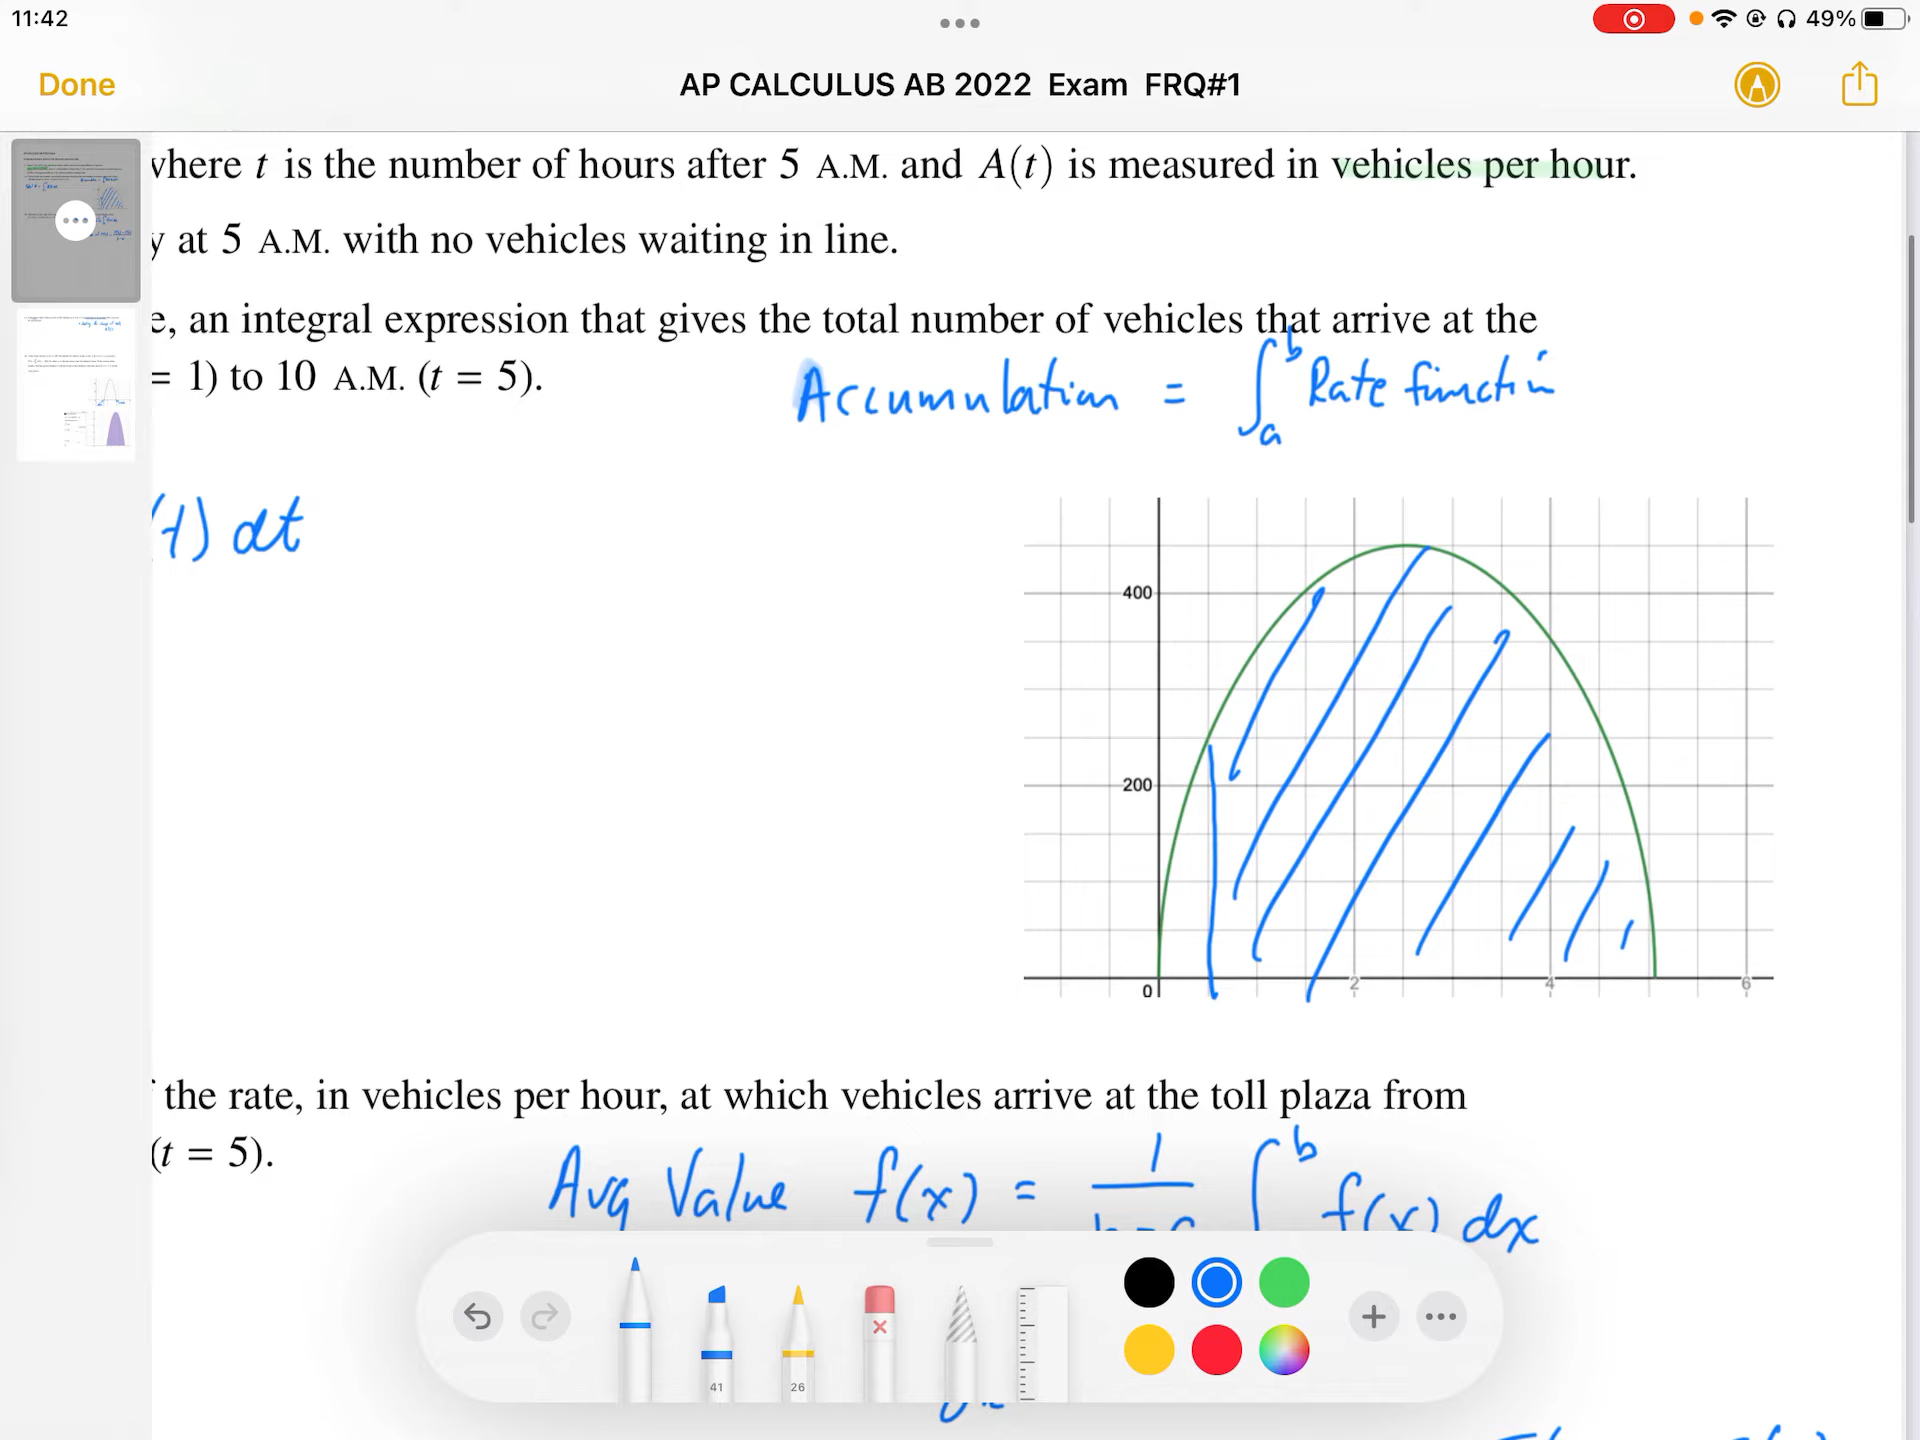 11:42
49%
Done
AP CALCULUS AB 2022 Exam FRQ#1
where t is the number of hours after 5 A.M. and A(t) is measured in vehicles per hour.
y at 5 A.M. with no vehicles waiting in line.
e, an integral expression that gives the total number of vehicles that arrive at the
= 1) to 10 A.M. (t = 5).
Accumulation = ∫_a^b Rate function
(t) dt
400
200
0 2 4 6
the rate, in vehicles per hour, at which vehicles arrive at the toll plaza from
(t = 5).
Avg Value f(x) = 1/(b-a) ∫^b f(x) dx
41 26